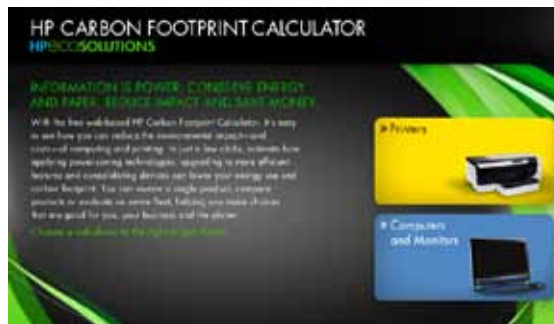 HP CARBON FOOTPRINT CALCULATOR
HP eco SOLUTIONS
INFORMATION IS POWER. CONSERVE ENERGY
AND PAPER. REDUCE IMPACT AND SAVE MONEY.
With the free web-based HP Carbon Footprint Calculator, it's easy
to see how you can reduce the environmental impacts—and
costs—of computing and printing. In just a few clicks, estimate how
applying power-saving technologies, upgrading to more efficient
features and consolidating devices can lower your energy use and
carbon footprint. You can assess a single product, compare
products or evaluate an entire fleet, helping you make choices
that are good for you, your business and the planet.
Choose a calculator to the right to get started.
» Printers
» Computers
and Monitors